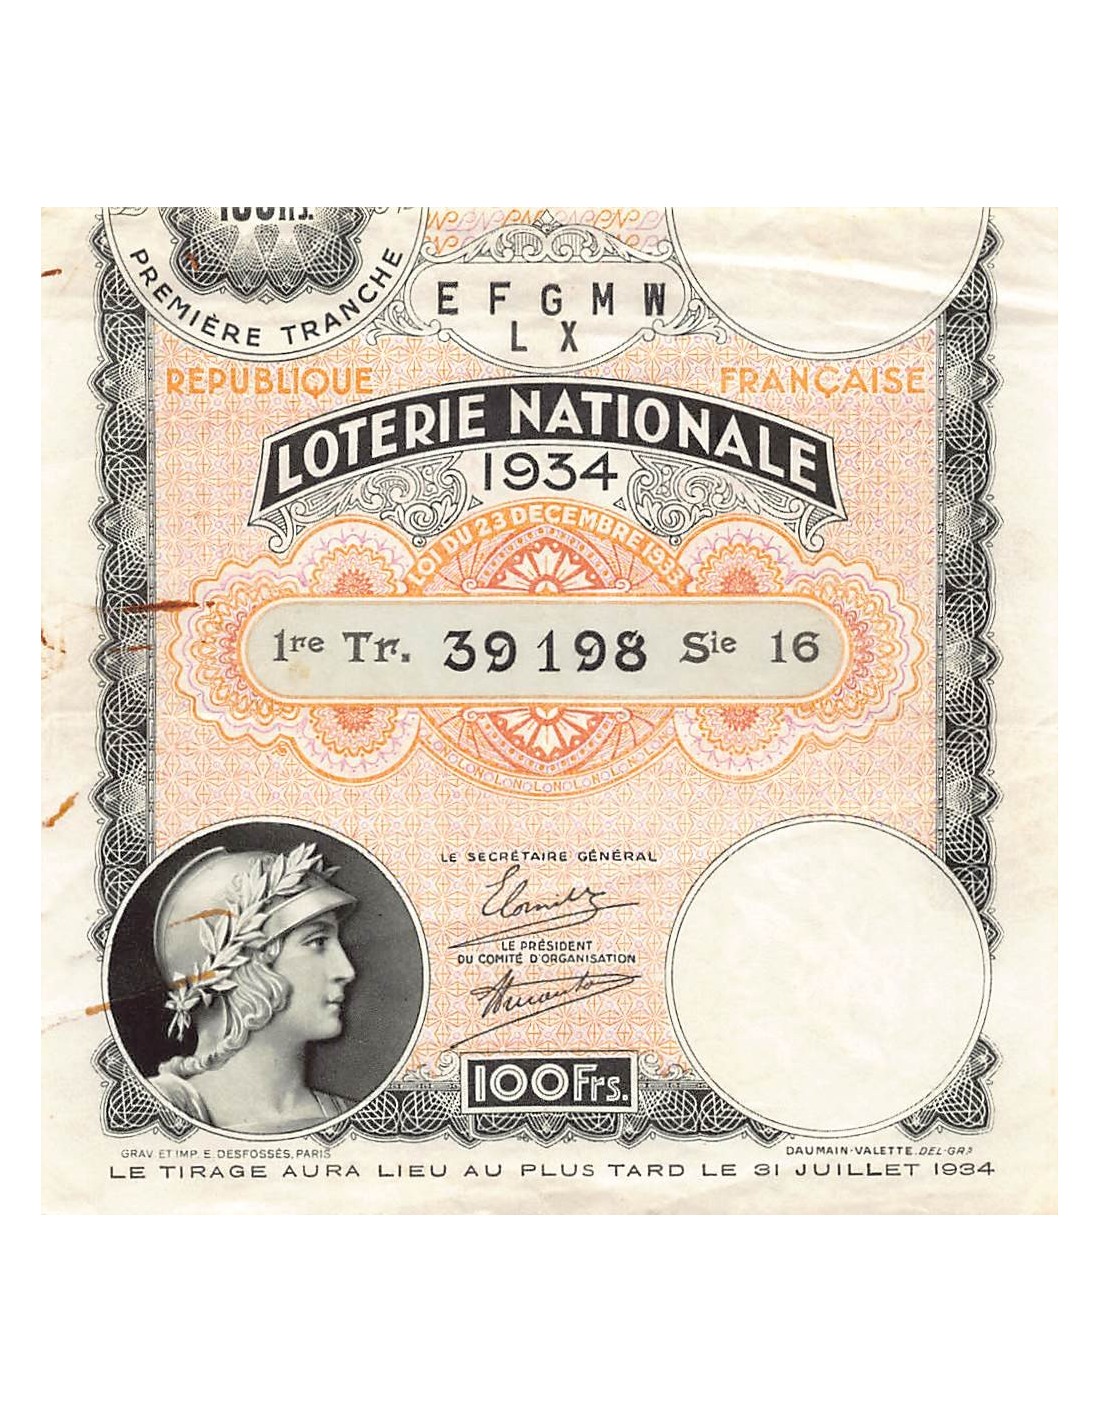 100 Frs.
PREMIÈRE TRANCHE
E F G M W
L X
RÉPUBLIQUE FRANÇAISE
LOTERIE NATIONALE
1934
LOI DU 23 DECEMBRE 1933
1re Tr. 39198 Sie 16
LE SECRÉTAIRE GÉNÉRAL
LE PRÉSIDENT
DU COMITÉ D'ORGANISATION
100Frs.
GRAV. ET IMP. E. DESFOSSÉS, PARIS
DAUMAIN-VALETTE.DEL-GR?
LE TIRAGE AURA LIEU AU PLUS TARD LE 31 JUILLET 1934